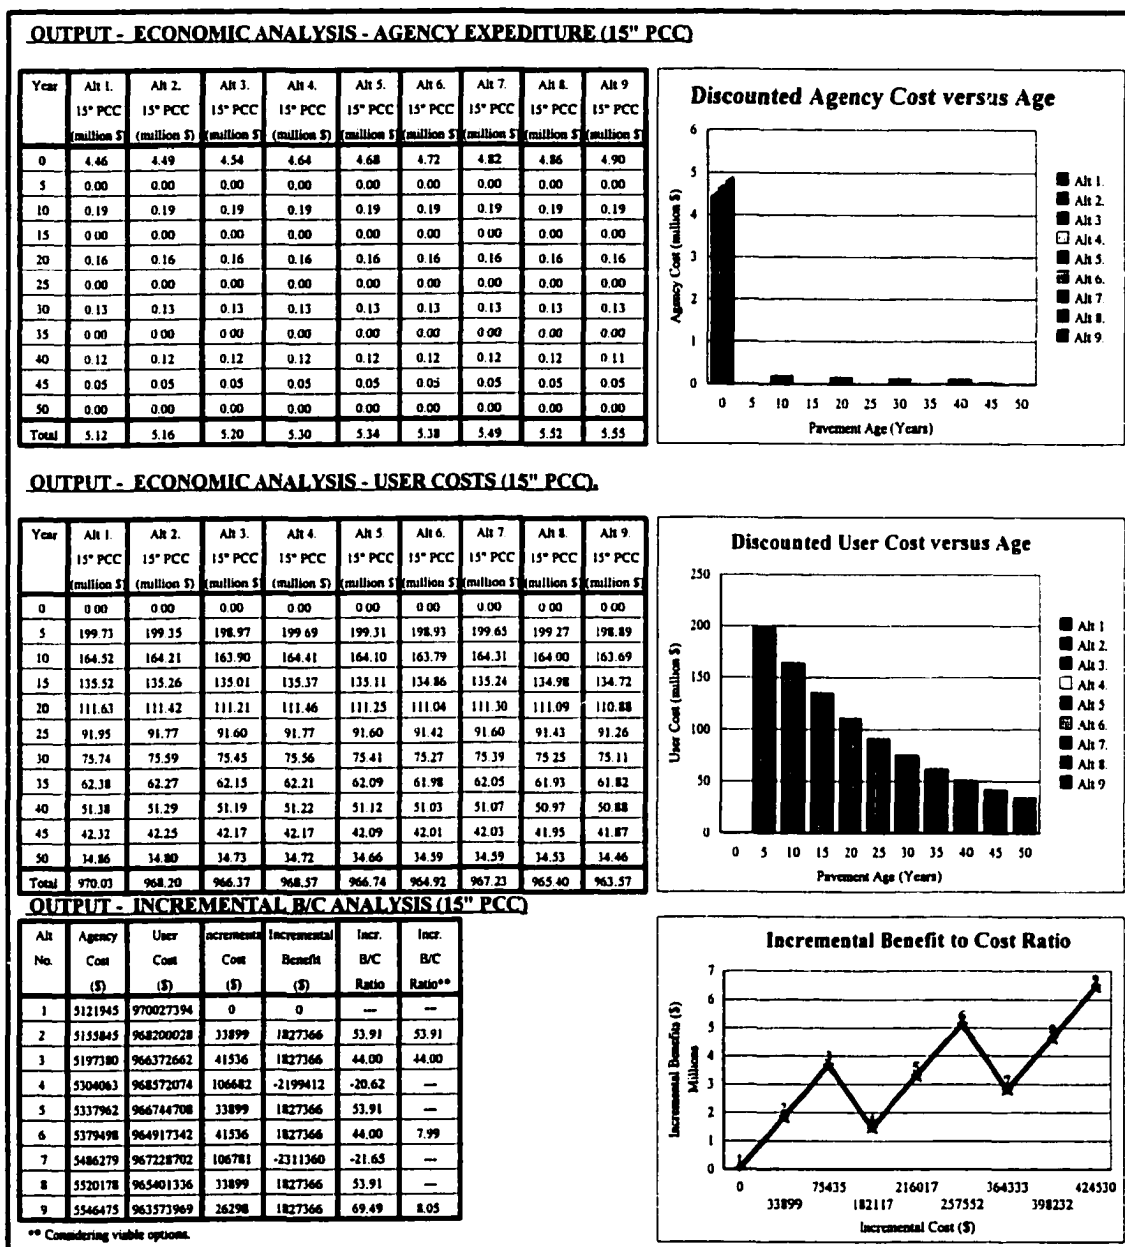 OUTPUT - ECONOMIC ANALYSIS - AGENCY EXPEDITURE (15" PCC)
Year Alt 1. Alt 2. Alt 3. Alt 4. Alt 5. Alt 6. Alt 7. Alt 8. Alt 9
15" PCC 15" PCC 15" PCC 15" PCC 15" PCC 15" PCC 15" PCC 15" PCC 15" PCC
(million $) (million $) (million $) (million $) (million $) (million $) (million $) (million $) (million $)
0 4.46 4.49 4.54 4.64 4.68 4.72 4.82 4.86 4.90
5 0.00 0.00 0.00 0.00 0.00 0.00 0.00 0.00 0.00
10 0.19 0.19 0.19 0.19 0.19 0.19 0.19 0.19 0.19
15 0.00 0.00 0.00 0.00 0.00 0.00 0.00 0.00 0.00
20 0.16 0.16 0.16 0.16 0.16 0.16 0.16 0.16 0.16
25 0.00 0.00 0.00 0.00 0.00 0.00 0.00 0.00 0.00
30 0.13 0.13 0.13 0.13 0.13 0.13 0.13 0.13 0.13
35 0.00 0.00 0.00 0.00 0.00 0.00 0.00 0.00 0.00
40 0.12 0.12 0.12 0.12 0.12 0.12 0.12 0.12 0.11
45 0.05 0.05 0.05 0.05 0.05 0.05 0.05 0.05 0.05
50 0.00 0.00 0.00 0.00 0.00 0.00 0.00 0.00 0.00
Total 5.12 5.16 5.20 5.30 5.34 5.38 5.49 5.52 5.55
Discounted Agency Cost versus Age
Agency Cost (million $)
6
5
4
3
2
1
0
0 5 10 15 20 25 30 35 40 45 50
Pavement Age (Years)
Alt 1.
Alt 2.
Alt 3
Alt 4.
Alt 5.
Alt 6.
Alt 7
Alt 8.
Alt 9.
OUTPUT - ECONOMIC ANALYSIS - USER COSTS (15" PCC).
Year Alt 1. Alt 2. Alt 3. Alt 4. Alt 5 Alt 6. Alt 7. Alt 8. Alt 9.
15" PCC 15" PCC 15" PCC 15" PCC 15" PCC 15" PCC 15" PCC 15" PCC 15" PCC
(million $) (million $) (million $) (million $) (million $) (million $) (million $) (million $) (million $)
0 0.00 0.00 0.00 0.00 0.00 0.00 0.00 0.00 0.00
5 199.73 199.35 198.97 199.69 199.31 198.93 199.65 199.27 198.89
10 164.52 164.21 163.90 164.41 164.10 163.79 164.31 164.00 163.69
15 135.52 135.26 135.01 135.37 135.11 134.86 135.24 134.98 134.72
20 111.63 111.42 111.21 111.46 111.25 111.04 111.30 111.09 110.88
25 91.95 91.77 91.60 91.77 91.60 91.42 91.60 91.43 91.26
30 75.74 75.59 75.45 75.56 75.41 75.27 75.39 75.25 75.11
35 62.38 62.27 62.15 62.21 62.09 61.98 62.05 61.93 61.82
40 51.38 51.29 51.19 51.22 51.12 51.03 51.07 50.97 50.88
45 42.32 42.25 42.17 42.17 42.09 42.01 42.03 41.95 41.87
50 34.86 34.80 34.73 34.72 34.66 34.59 34.59 34.53 34.46
Total 970.03 968.20 966.37 968.57 966.74 964.92 967.23 965.40 963.57
Discounted User Cost versus Age
User Cost (million $)
250
200
150
100
50
0
0 5 10 15 20 25 30 35 40 45 50
Pavement Age (Years)
Alt 1
Alt 2.
Alt 3.
Alt 4.
Alt 5
Alt 6.
Alt 7.
Alt 8.
Alt 9
OUTPUT - INCREMENTAL B/C ANALYSIS (15" PCC)
Alt Agency User ncrementa Incremental Incr. Incr.
No. Cost Cost Cost Benefit B/C B/C
($) ($) ($) ($) Ratio Ratio**
1 5121945 970027394 0 0 --- ---
2 5155845 968200028 33899 1827366 53.91 53.91
3 5197380 966372662 41536 1827366 44.00 44.00
4 5304063 968572074 106682 -2199412 -20.62 ---
5 5337962 966744708 33899 1827366 53.91 ---
6 5379498 964917342 41536 1827366 44.00 7.99
7 5486279 967228702 106781 -2311360 -21.65 ---
8 5520178 965401336 33899 1827366 53.91 ---
9 5546475 963573969 26298 1827366 69.49 8.05
** Considering viable options.
Incremental Benefit to Cost Ratio
Incremental Benefits ($)
Millions
7
6
5
4
3
2
1
0
1 2 3 4 5 6 7 8 9
0 75435 216017 364333 424530
33899 182117 257552 398232
Incremental Cost ($)